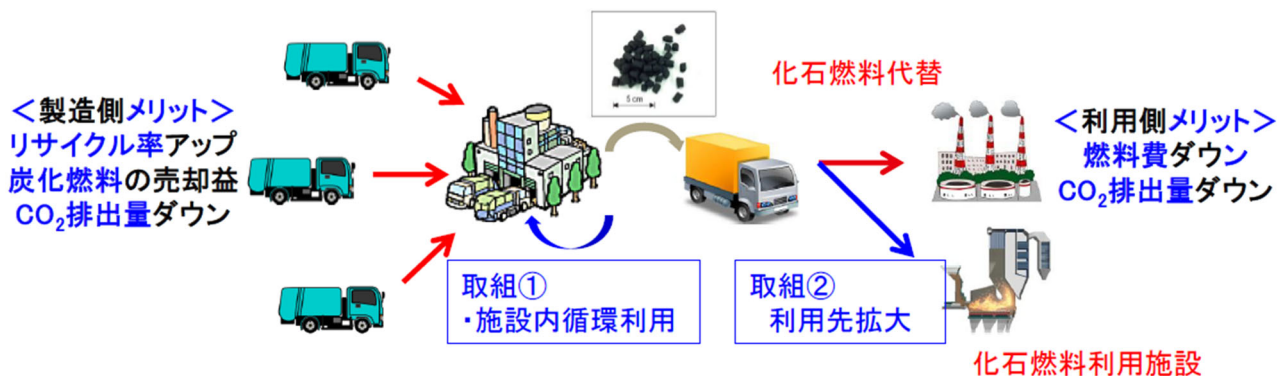 ＜製造側メリット＞
リサイクル率アップ
炭化燃料の売却益
CO₂排出量ダウン
5 cm
取組①
・施設内循環利用
取組②
利用先拡大
化石燃料代替
＜利用側メリット＞
燃料費ダウン
CO₂排出量ダウン
化石燃料利用施設